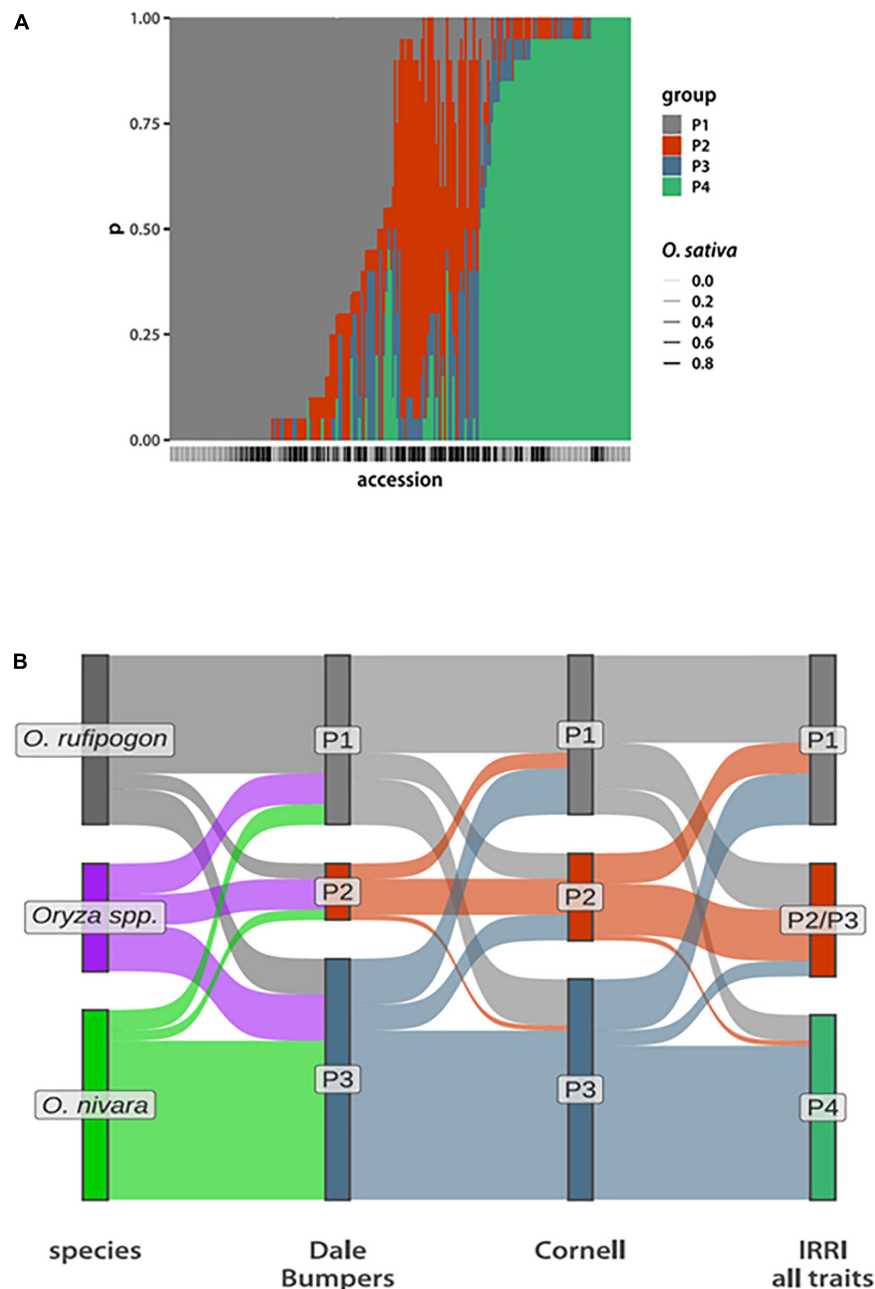 A
1.00
0.75
0.50
0.25
0.00
p
accession
group
P1
P2
P3
P4
O. sativa
0.0
0.2
0.4
0.6
0.8
B
O. rufipogon
Oryza spp.
O. nivara
P1
P2
P3
P1
P2
P3
P1
P2/P3
P4
species
Dale
Bumpers
Cornell
IRRI
all traits